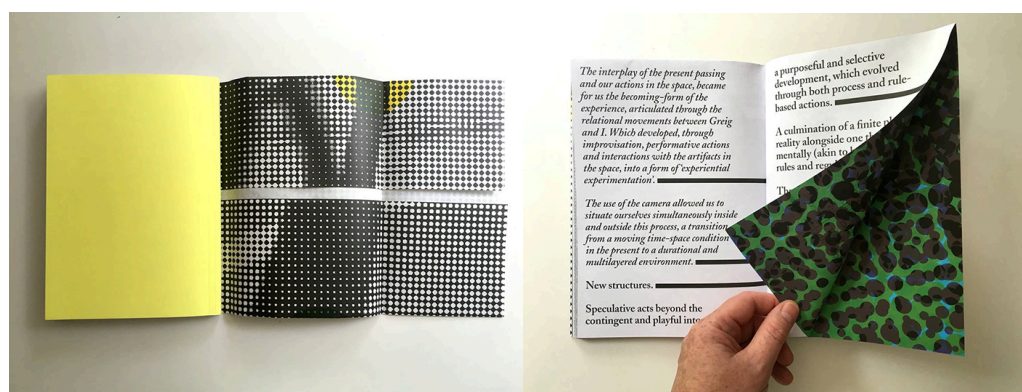 The interplay of the present passing
and our actions in the space, became
for us the becoming-form of the
experience, articulated through the
relational movements between Greig
and I. Which developed, through
improvisation, performative actions
and interactions with the artifacts in
the space, into a form of ‘experiential
experimentation’.
The use of the camera allowed us to
situate ourselves simultaneously inside
and outside this process, a transition
from a moving time-space condition
in the present to a durational and
multilayered environment.
New structures.
Speculative acts beyond the
contingent and playful into
a purposeful and selective
development, which evolved
through both process and rule-
based actions.
A culmination of a finite
reality alongside one
mentally (akin to
rules and